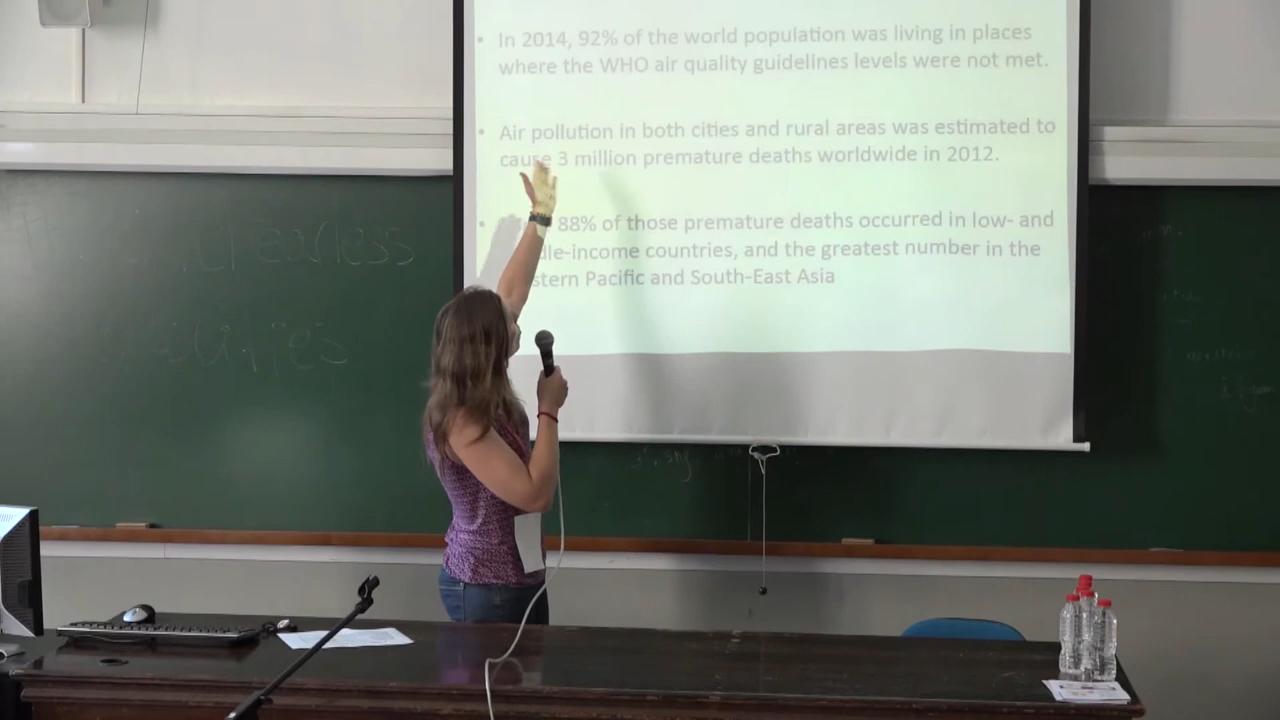 • In 2014, 92% of the world population was living in places
where the WHO air quality guidelines levels were not met.
• Air pollution in both cities and rural areas was estimated to
cause 3 million premature deaths worldwide in 2012.
• 88% of those premature deaths occurred in low- and
dle-income countries, and the greatest number in the
stern Pacific and South-East Asia